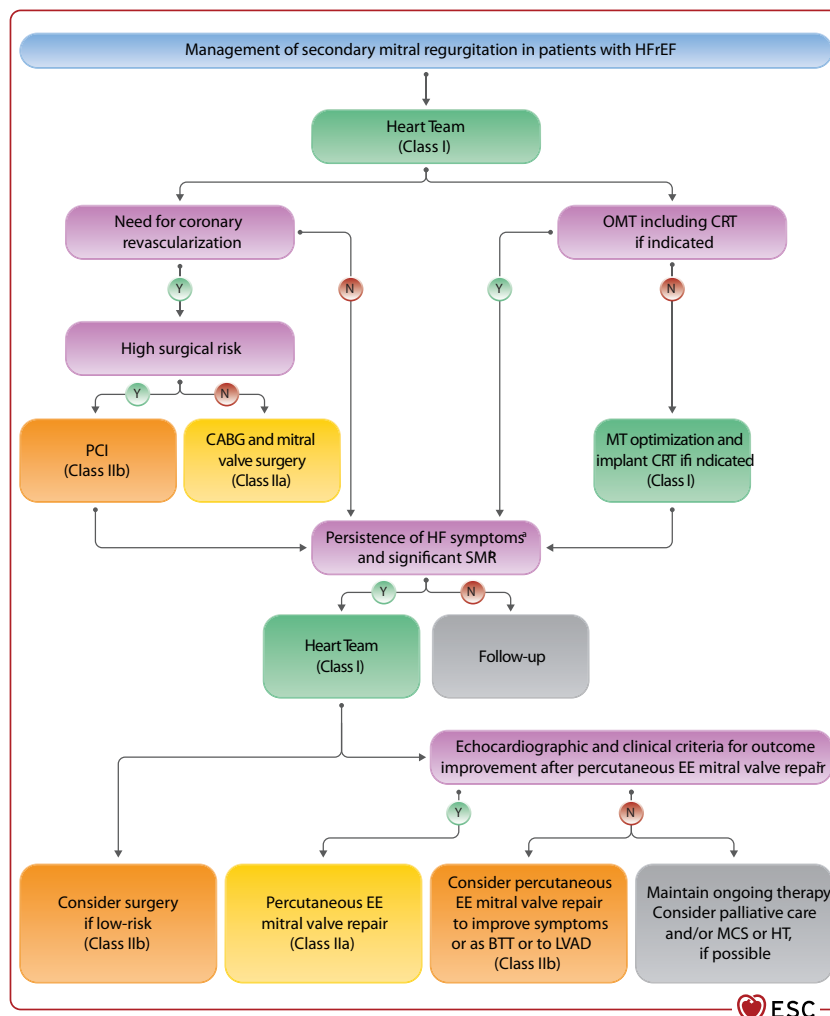 Management of secondary mitral regurgitation in patients with HFrEF
Heart Team
(Class I)
Need for coronary
revascularization
OMT including CRT
if indicated
Y
N
Y
N
High surgical risk
Y
N
PCI
(Class IIb)
CABG and mitral
valve surgery
(Class IIa)
MT optimization and
implant CRT ifi ndicated
(Class I)
Persistence of HF symptomsᵃ
and significant SMR
Y
N
Heart Team
(Class I)
Follow-up
Echocardiographic and clinical criteria for outcome
improvement after percutaneous EE mitral valve repair
Y
N
Consider surgery
if low-risk
(Class IIb)
Percutaneous EE
mitral valve repair
(Class IIa)
Consider percutaneous
EE mitral valve repair
to improve symptoms
or as BTT or to LVAD
(Class IIb)
Maintain ongoing therapy
Consider palliative care
and/or MCS or HT,
if possible
ESC